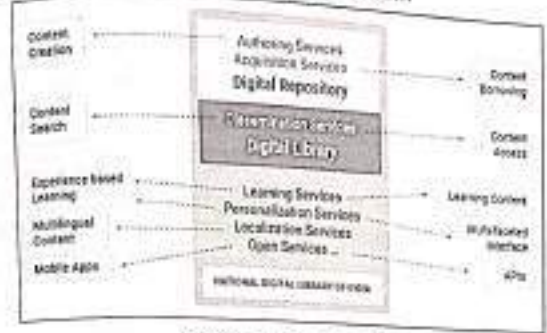 Content
Creation
Authoring Services
Acquisition Services
Digital Repository
Content
Borrowing
Content
Search
Dissemination Services
Digital Library
Content
Access
Experience based
Learning
Learning Services
Learning Content
Personalization Services
Multilingual
Content
Localization Services
Multifaceted
Interface
Mobile Apps
Open Services ...
APIs
NATIONAL DIGITAL LIBRARY OF INDIA